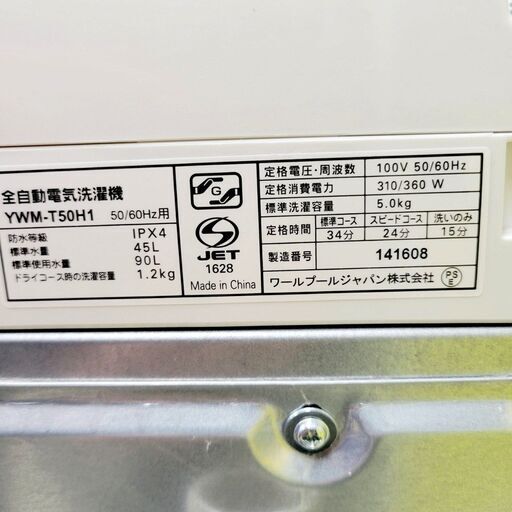 全自動電気洗濯機
YWM-T50H1 50/60Hz用
防水等級 IPX4
標準水量 45L
標準使用水量 90L
ドライコース時の洗濯容量 1.2kg
G
S
JET
1628
Made in China
定格電圧・周波数 100V 50/60Hz
定格消費電力 310/360 W
標準洗濯容量 5.0kg
定格時間 標準コース スピードコース 洗いのみ
34分 24分 15分
製造番号 141608
ワールプールジャパン株式会社
PS
E